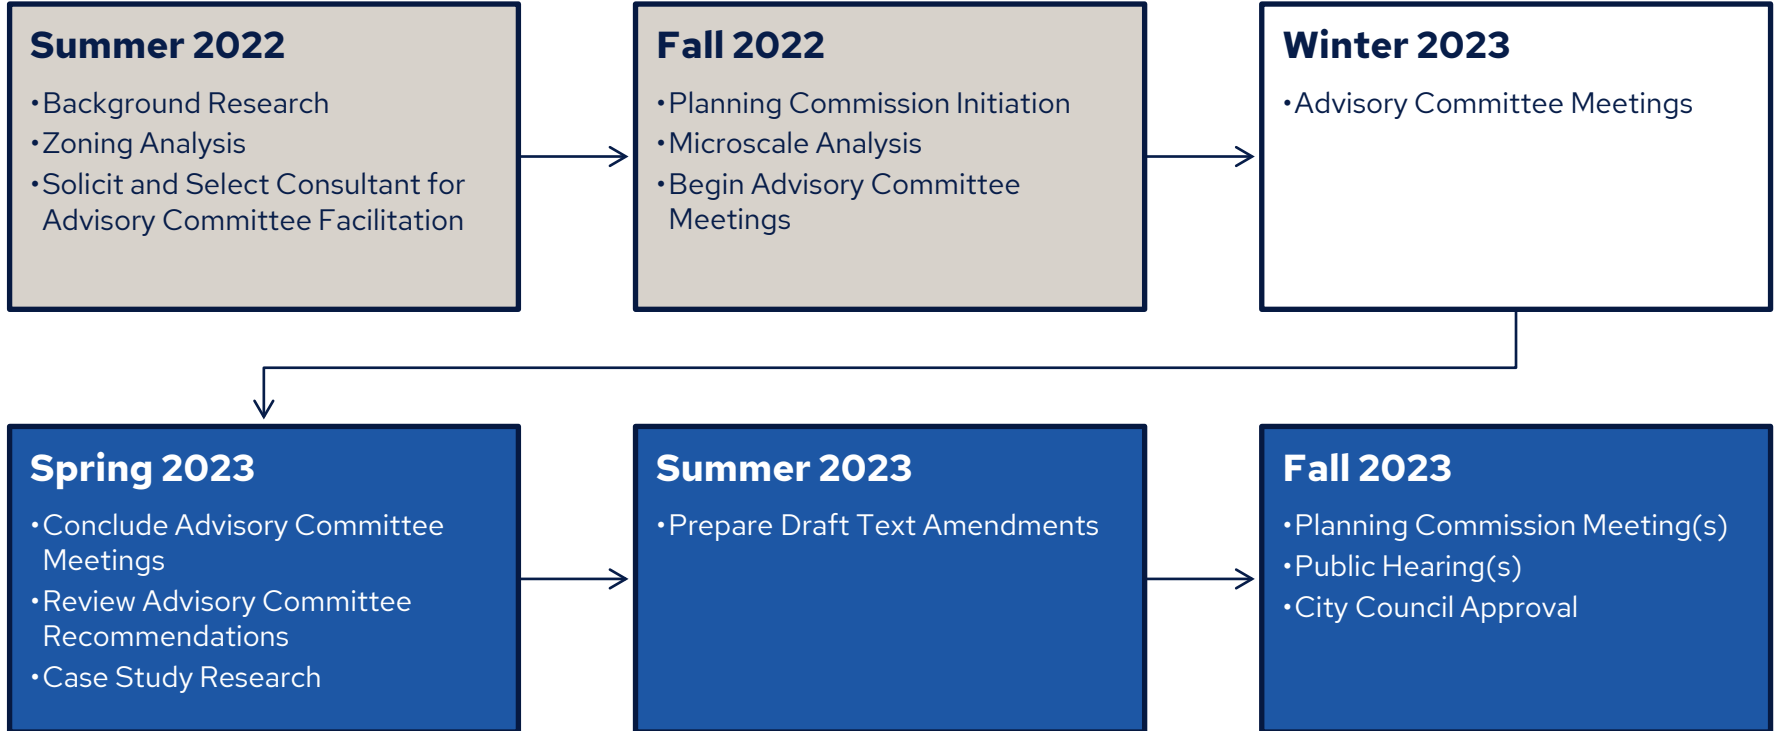 Summer 2022
•Background Research
•Zoning Analysis
•Solicit and Select Consultant for
Advisory Committee Facilitation
Fall 2022
•Planning Commission Initiation
•Microscale Analysis
•Begin Advisory Committee
Meetings
Winter 2023
•Advisory Committee Meetings
Spring 2023
•Conclude Advisory Committee
Meetings
•Review Advisory Committee
Recommendations
•Case Study Research
Summer 2023
•Prepare Draft Text Amendments
Fall 2023
•Planning Commission Meeting(s)
•Public Hearing(s)
•City Council Approval